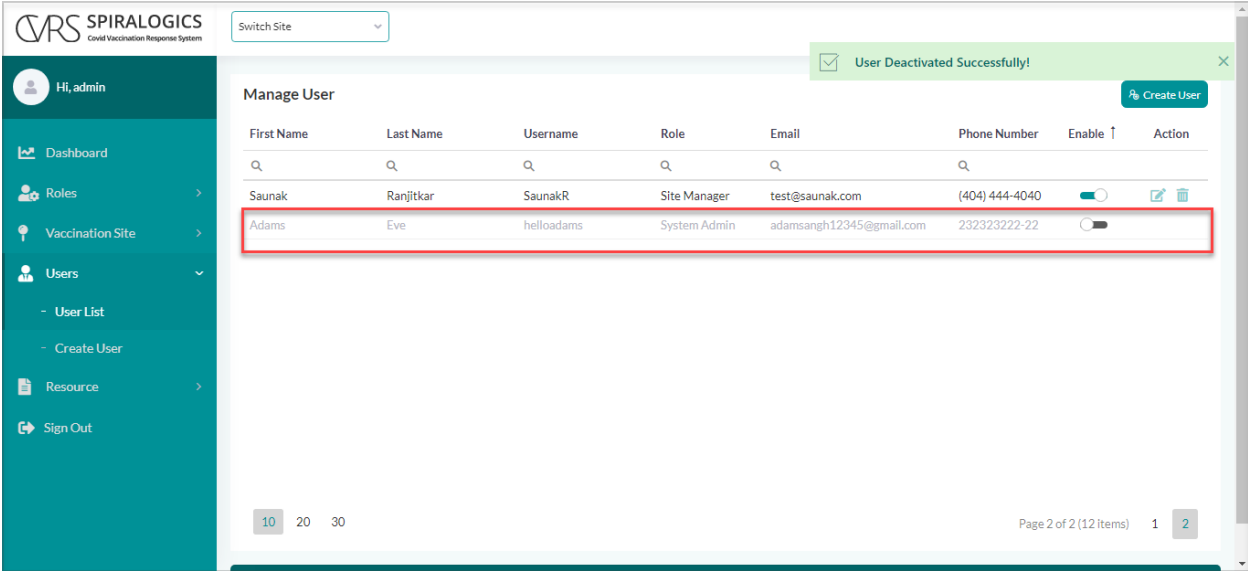 CVRS SPIRALOGICS
Covid Vaccination Response System
Switch Site
User Deactivated Successfully!
Hi, admin
Manage User
Create User
First Name Last Name Username Role Email Phone Number Enable ↑ Action
Saunak Ranjitkar SaunakR Site Manager test@saunak.com (404) 444-4040
Adams Eve helloadams System Admin adamsangh12345@gmail.com 232323222-22
Dashboard
Roles
Vaccination Site
Users
- User List
- Create User
Resource
Sign Out
10 20 30
Page 2 of 2 (12 items) 1 2